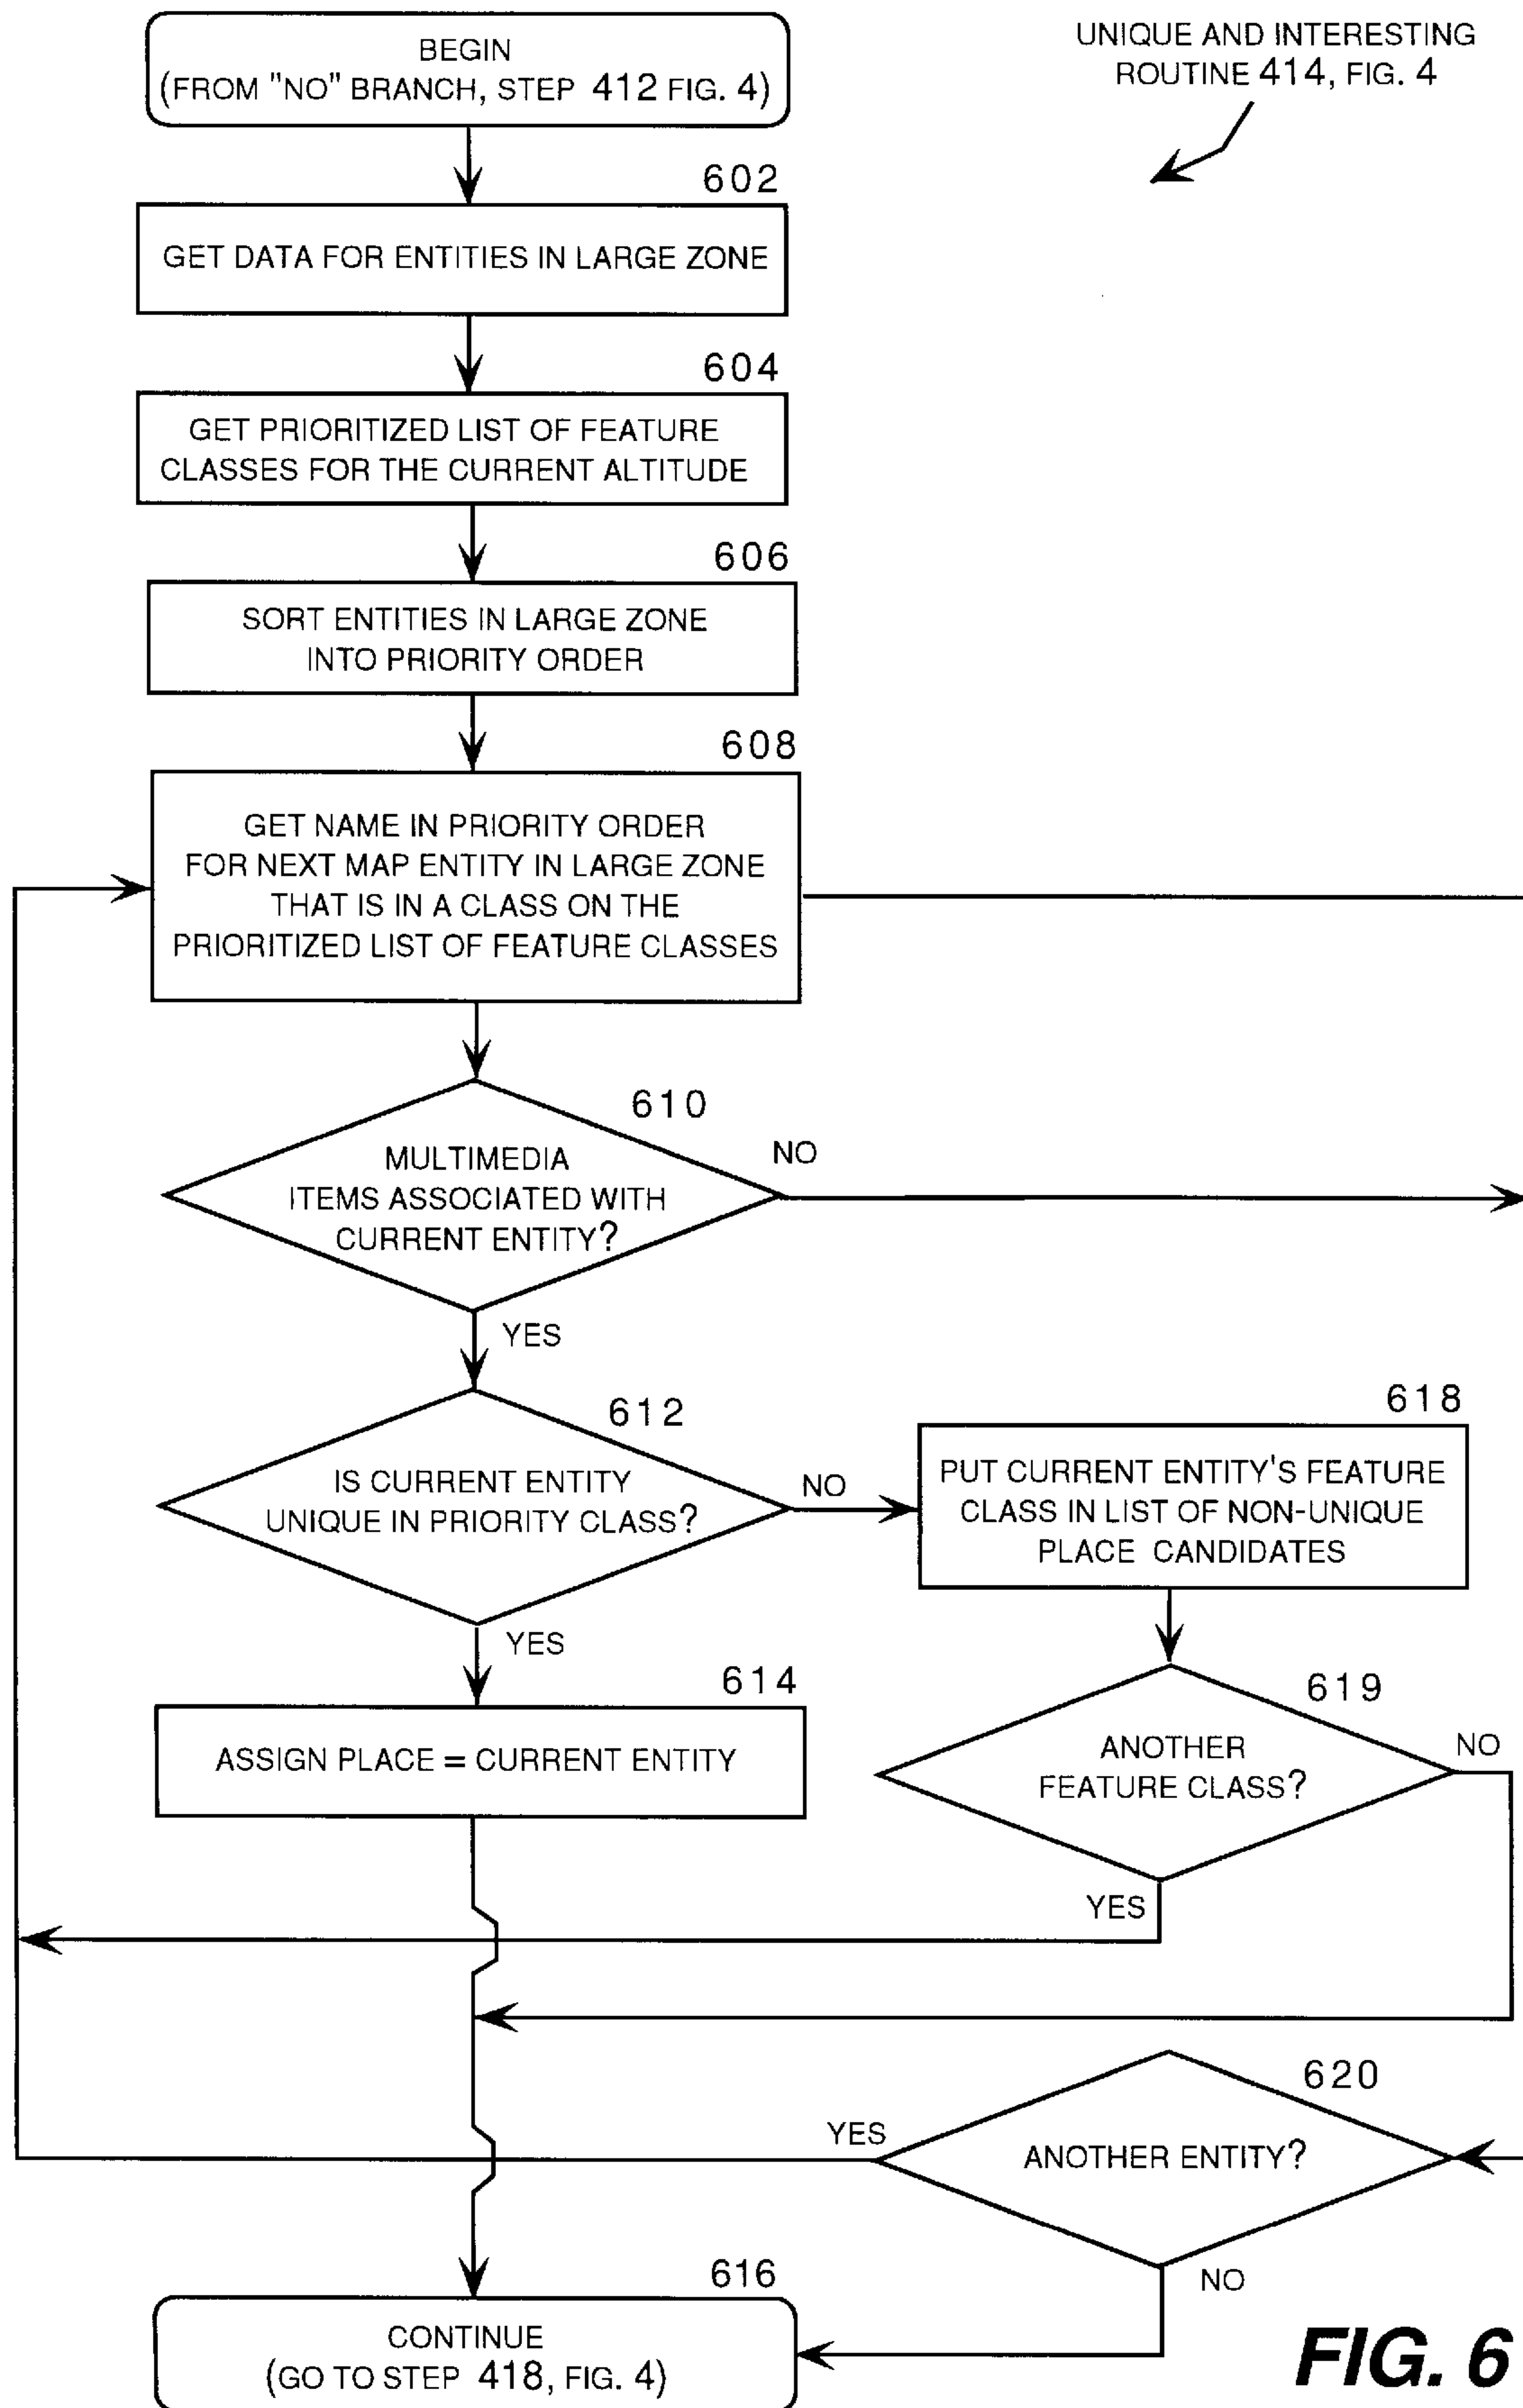 BEGIN
(FROM "NO" BRANCH, STEP 412 FIG. 4)
UNIQUE AND INTERESTING
ROUTINE 414, FIG. 4
602
GET DATA FOR ENTITIES IN LARGE ZONE
604
GET PRIORITIZED LIST OF FEATURE
CLASSES FOR THE CURRENT ALTITUDE
606
SORT ENTITIES IN LARGE ZONE
INTO PRIORITY ORDER
608
GET NAME IN PRIORITY ORDER
FOR NEXT MAP ENTITY IN LARGE ZONE
THAT IS IN A CLASS ON THE
PRIORITIZED LIST OF FEATURE CLASSES
610
MULTIMEDIA
ITEMS ASSOCIATED WITH
CURRENT ENTITY?
NO
YES
612
IS CURRENT ENTITY
UNIQUE IN PRIORITY CLASS?
NO
618
PUT CURRENT ENTITY'S FEATURE
CLASS IN LIST OF NON-UNIQUE
PLACE CANDIDATES
YES
614
ASSIGN PLACE = CURRENT ENTITY
619
ANOTHER
FEATURE CLASS?
NO
YES
620
ANOTHER ENTITY?
YES
NO
616
CONTINUE
(GO TO STEP 418, FIG. 4)
FIG. 6